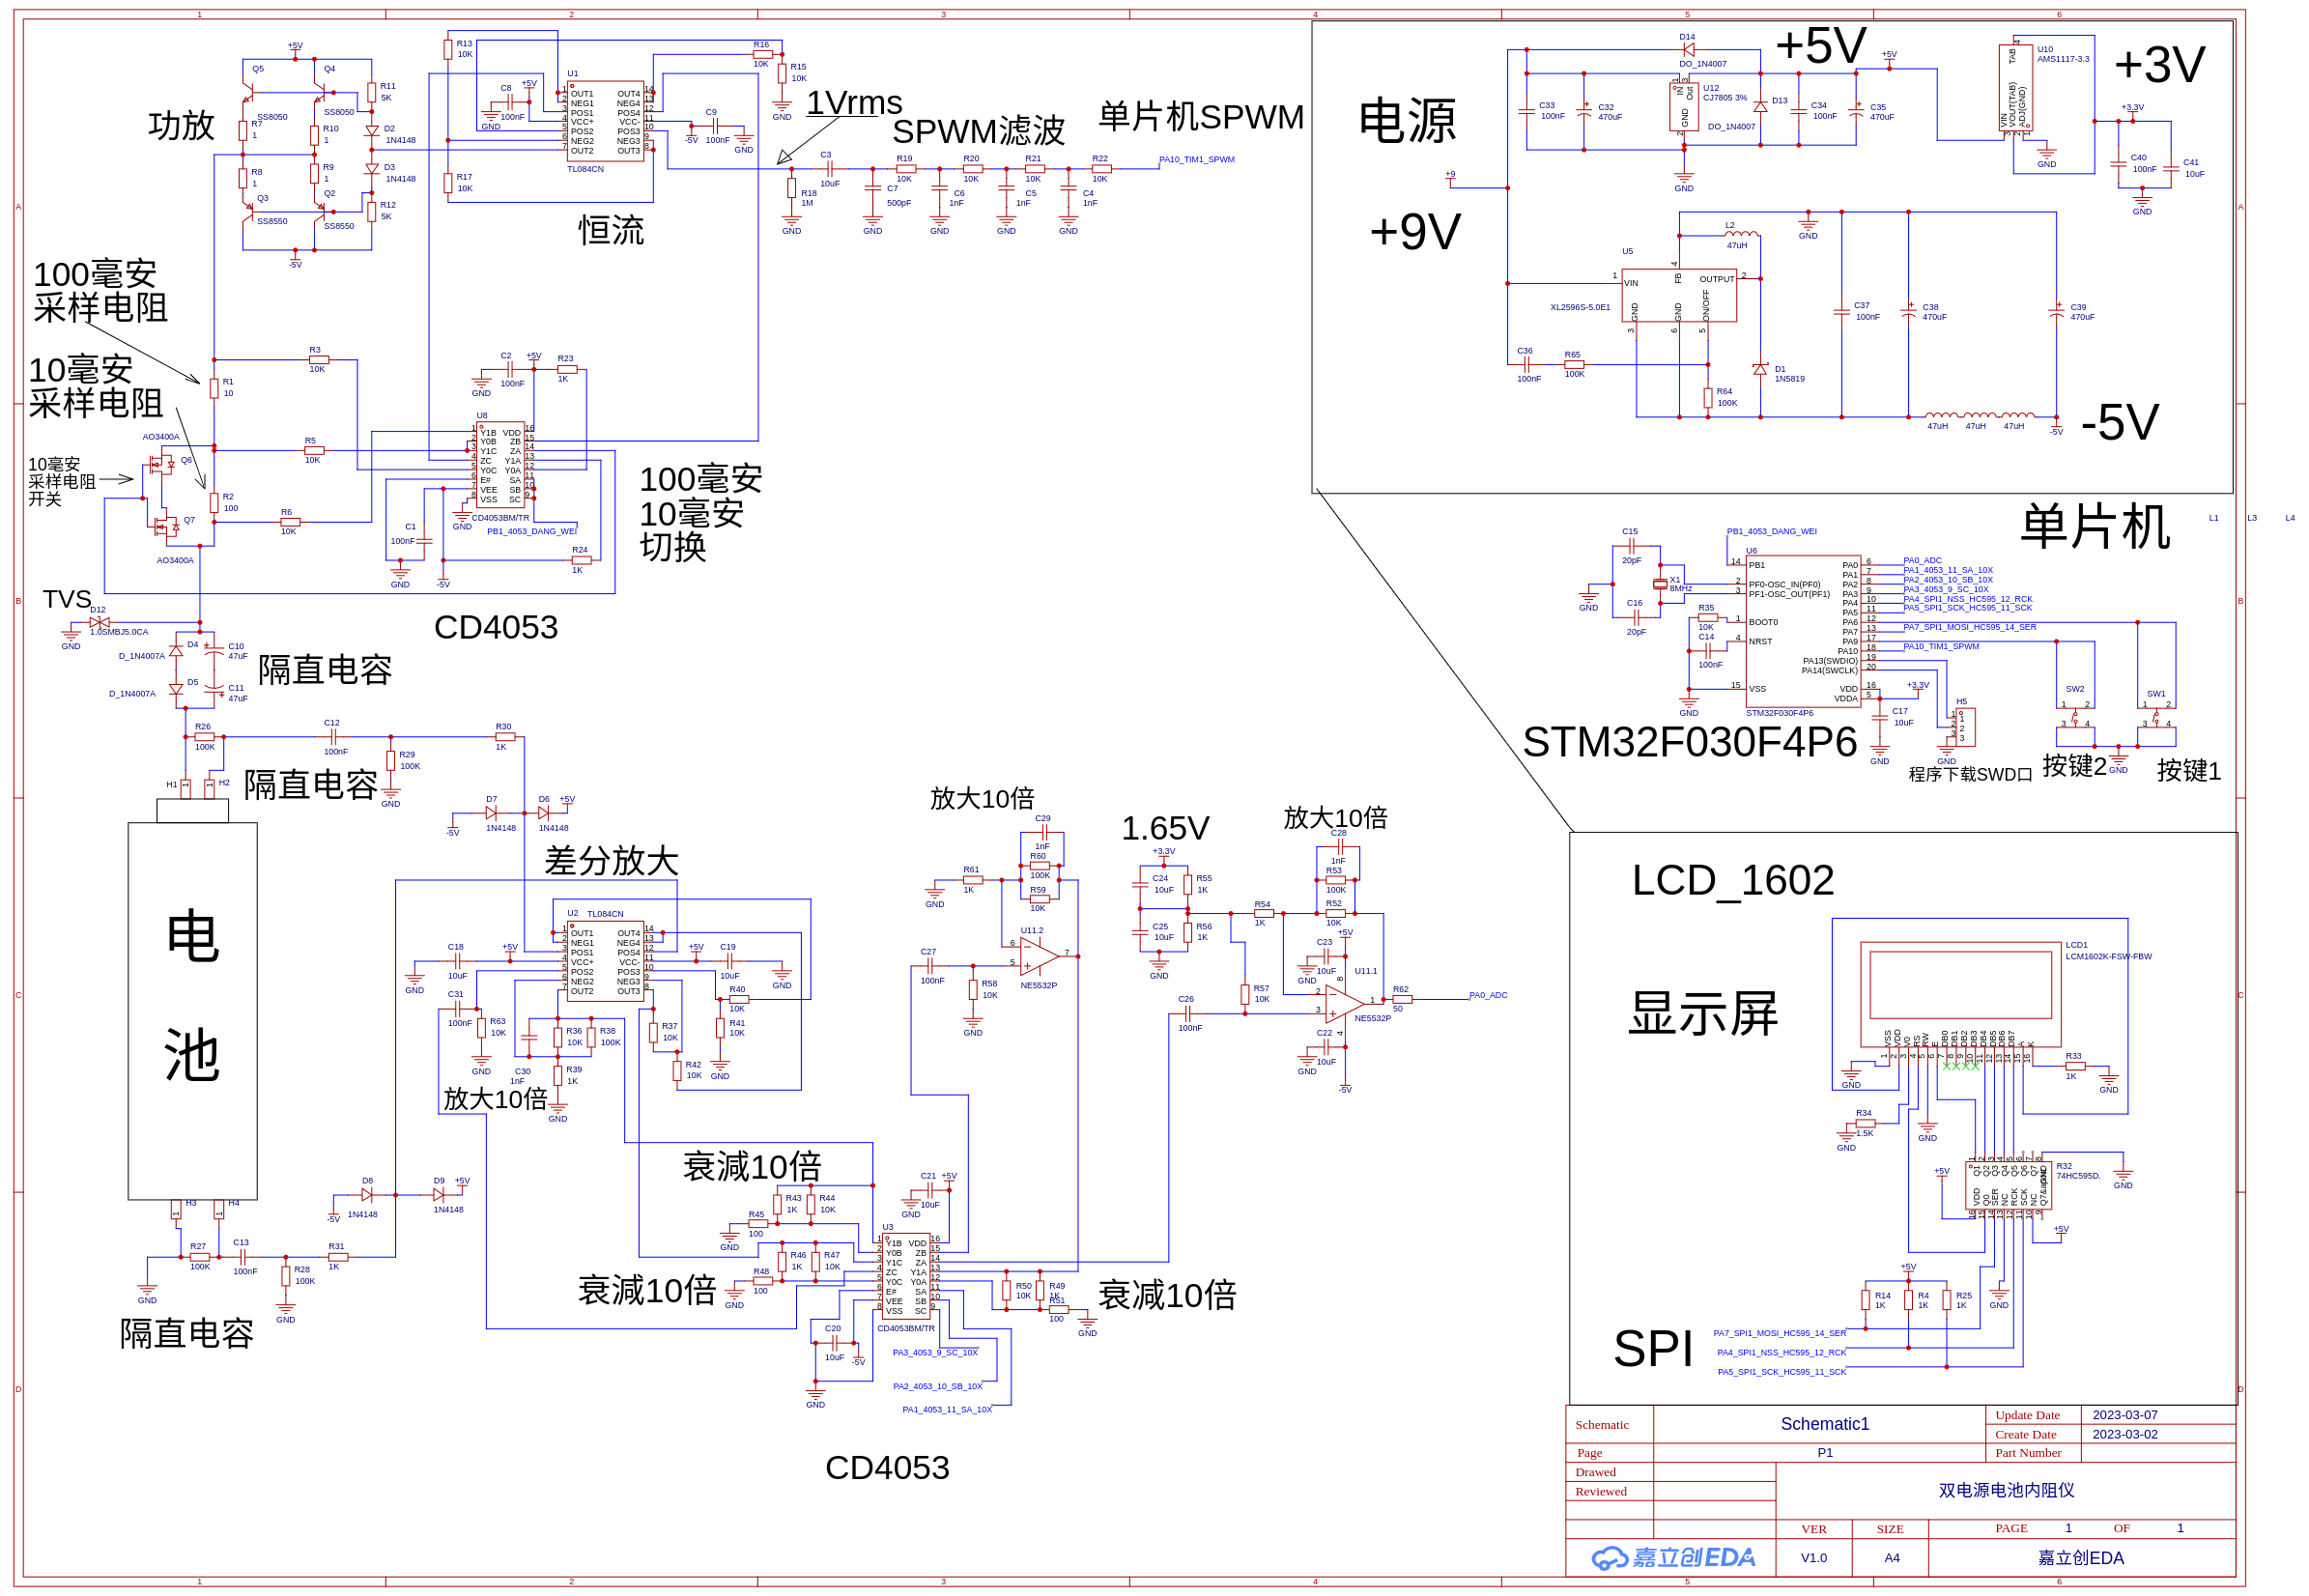 功放
恒流
1Vrms
SPWM滤波
单片机SPWM
100毫安
采样电阻
10毫安
采样电阻
10毫安
采样电阻
开关
100毫安
10毫安
切换
CD4053
TVS
隔直电容
隔直电容
电
池
隔直电容
差分放大
放大10倍
放大10倍
1.65V
放大10倍
衰减10倍
衰减10倍
衰减10倍
CD4053
电源
+5V
+3V
+9V
-5V
单片机
STM32F030F4P6
程序下载SWD口
按键2
按键1
LCD_1602
显示屏
SPI
Q5
SS8050
Q4
SS8050
R11
5K
R7
1
R10
1
D2
1N4148
R8
1
R9
1
D3
1N4148
Q3
SS8550
Q2
SS8550
R12
5K
R13
10K
R17
10K
U1
TL084CN
C8
100nF
C9
100nF
R16
10K
R15
10K
R18
1M
C3
10uF
R19
10K
R20
10K
R21
10K
R22
10K
C7
500pF
C6
1nF
C5
1nF
C4
1nF
PA10_TIM1_SPWM
R3
10K
R1
10
R5
10K
R2
100
R6
10K
AO3400A
Q6
Q7
AO3400A
C2
100nF
R23
1K
U8
CD4053BM/TR
PB1_4053_DANG_WEI
C1
100nF
R24
1K
D12
1.0SMBJ5.0CA
D4
D_1N4007A
C10
47uF
D5
D_1N4007A
C11
47uF
R26
100K
C12
100nF
R29
100K
R30
1K
H1
H2
D7
1N4148
D6
1N4148
U2
TL084CN
C18
10uF
C19
10uF
C31
100nF
R63
10K
C30
1nF
R36
10K
R38
100K
R39
1K
R37
10K
R42
10K
R40
10K
R41
10K
H3
H4
R27
100K
C13
100nF
R28
100K
R31
1K
D8
1N4148
D9
1N4148
R61
1K
C29
1nF
R60
100K
R59
10K
U11.2
NE5532P
C27
100nF
R58
10K
C24
10uF
R55
1K
C25
10uF
R56
1K
R54
1K
C28
1nF
R53
100K
R52
10K
C23
10uF
U11.1
NE5532P
R57
10K
C26
100nF
C22
10uF
R62
50
PA0_ADC
R43
1K
R44
10K
R45
100
R46
1K
R47
10K
R48
100
C21
10uF
U3
CD4053BM/TR
R50
10K
R49
1K
R51
100
C20
10uF
PA3_4053_9_SC_10X
PA2_4053_10_SB_10X
PA1_4053_11_SA_10X
D14
DO_1N4007
C33
100nF
C32
470uF
U12
CJ7805 3%
D13
DO_1N4007
C34
100nF
C35
470uF
U10
AMS1117-3.3
C40
100nF
C41
10uF
U5
XL2596S-5.0E1
L2
47uH
C36
100nF
R65
100K
R64
100K
D1
1N5819
C37
100nF
C38
470uF
C39
470uF
47uH
47uH
47uH
L1
L3
L4
C15
20pF
C16
20pF
X1
8MHz
R35
10K
C14
100nF
PB1_4053_DANG_WEI
U6
STM32F030F4P6
PA0_ADC
PA1_4053_11_SA_10X
PA2_4053_10_SB_10X
PA3_4053_9_SC_10X
PA4_SPI1_NSS_HC595_12_RCK
PA5_SPI1_SCK_HC595_11_SCK
PA7_SPI1_MOSI_HC595_14_SER
PA10_TIM1_SPWM
C17
10uF
H5
SW2
SW1
LCD1
LCM1602K-FSW-FBW
R33
1K
R34
1.5K
R32
74HC595D.
R14
1K
R4
1K
R25
1K
PA7_SPI1_MOSI_HC595_14_SER
PA4_SPI1_NSS_HC595_12_RCK
PA5_SPI1_SCK_HC595_11_SCK
Schematic
Schematic1
Update Date
2023-03-07
Create Date
2023-03-02
Page
P1
Part Number
Drawed
Reviewed
双电源电池内阻仪
VER
SIZE
PAGE 1 OF 1
V1.0
A4
嘉立创EDA
嘉立创EDA